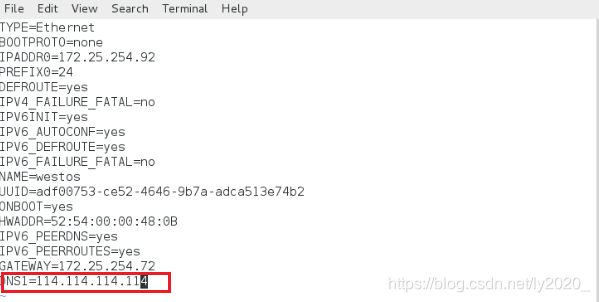 File Edit View Search Terminal Help
TYPE=Ethernet
BOOTPROTO=none
IPADDR0=172.25.254.92
PREFIX0=24
DEFROUTE=yes
IPV4_FAILURE_FATAL=no
IPV6INIT=yes
IPV6_AUTOCONF=yes
IPV6_DEFROUTE=yes
IPV6_FAILURE_FATAL=no
NAME=westos
UUID=adf00753-ce52-4646-9b7a-adca513e74b2
ONBOOT=yes
HWADDR=52:54:00:00:48:0B
IPV6_PEERDNS=yes
IPV6_PEERROUTES=yes
GATEWAY=172.25.254.72
DNS1=114.114.114.114
~
https://blog.csdn.net/ly2020_